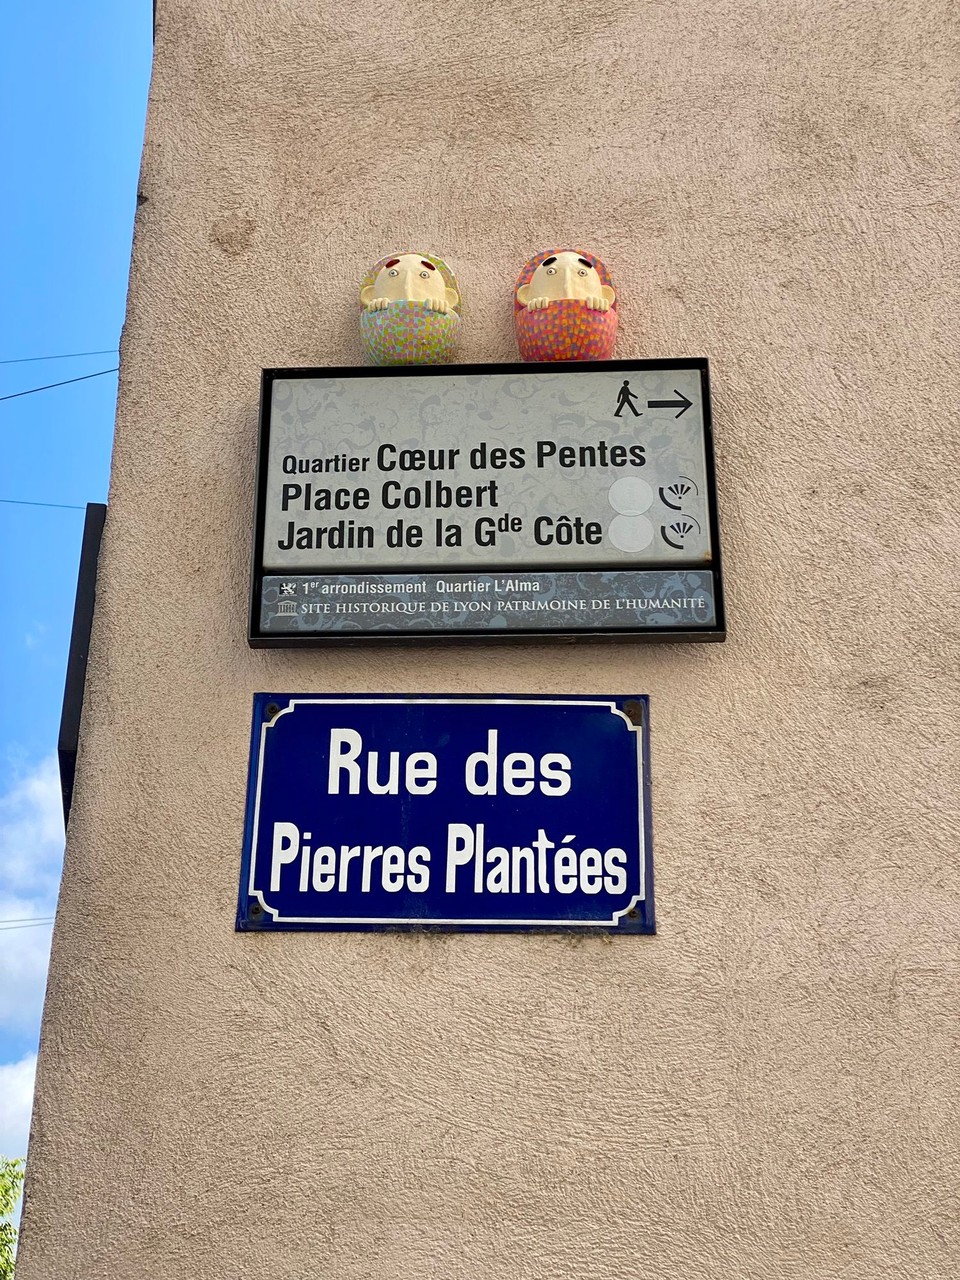 Quartier Cœur des Pentes
Place Colbert
Jardin de la Gde Côte
1er arrondissement Quartier L'Alma
SITE HISTORIQUE DE LYON PATRIMOINE DE L'HUMANITÉ
Rue des
Pierres Plantées